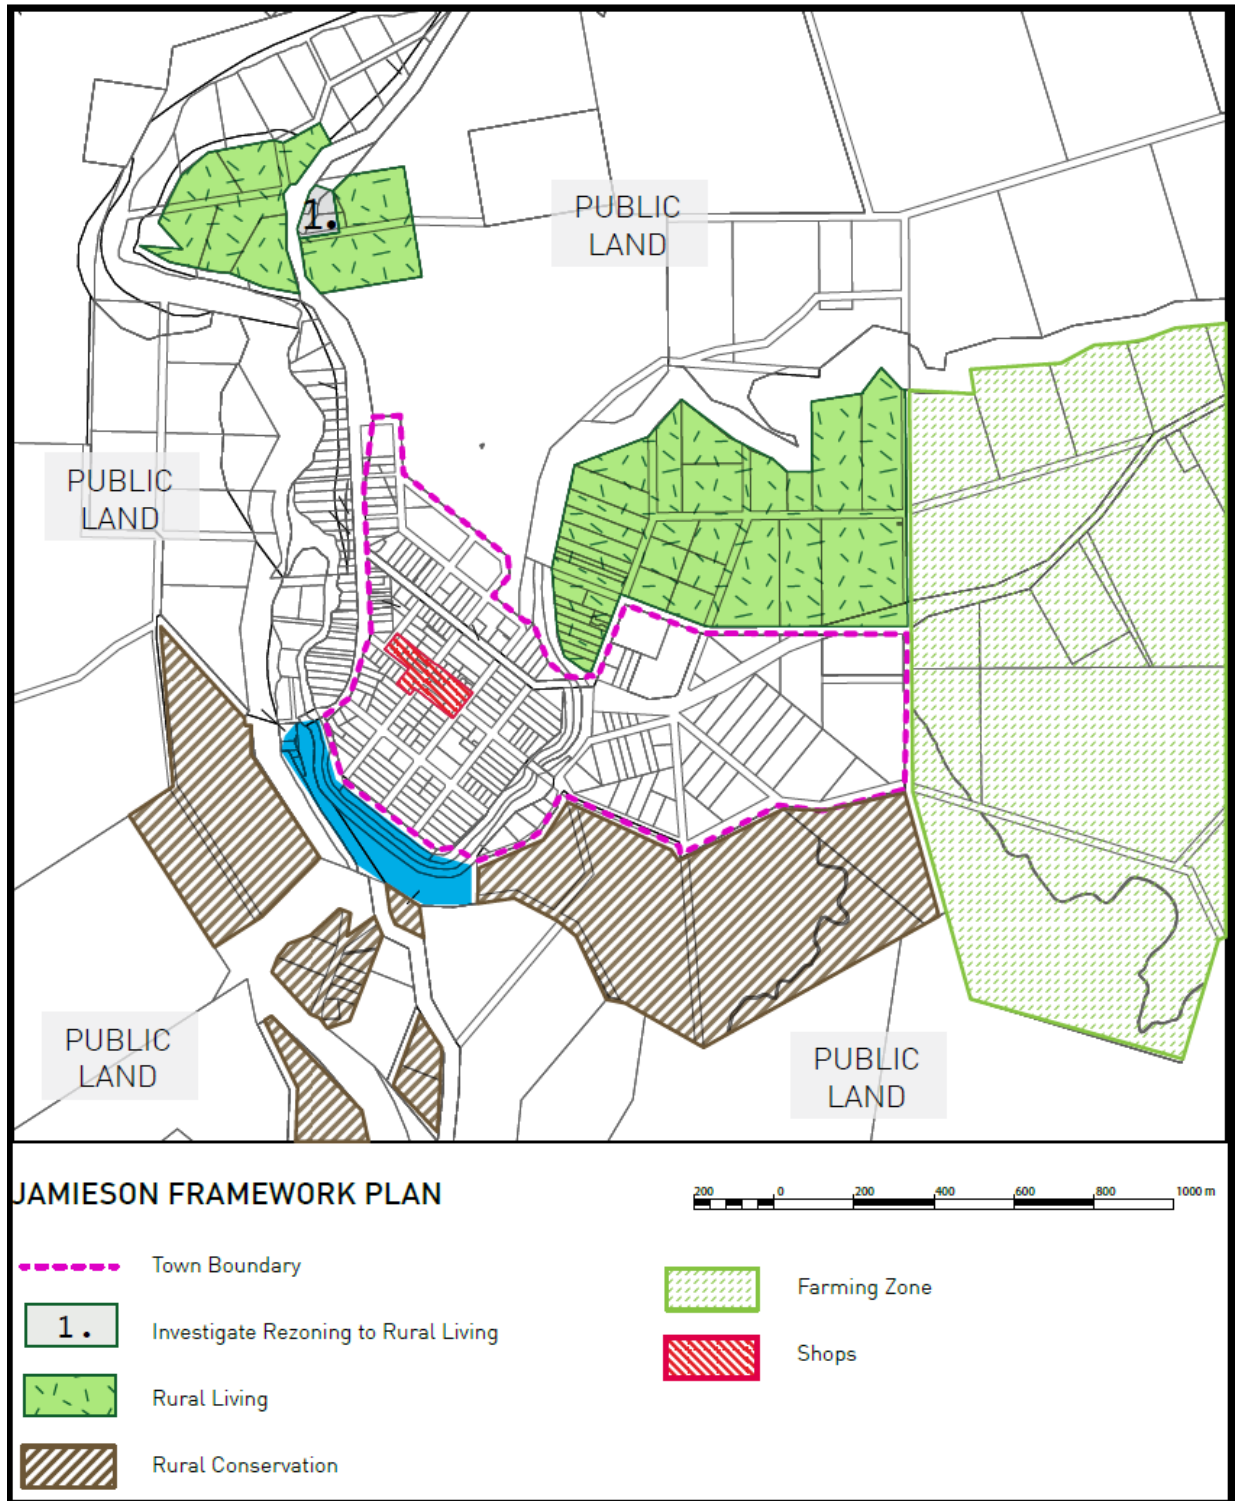 1.
PUBLIC
LAND
PUBLIC
LAND
PUBLIC
LAND
PUBLIC
LAND
JAMIESON FRAMEWORK PLAN
200 0 200 400 600 800 1000 m
Town Boundary
1. Investigate Rezoning to Rural Living
Rural Living
Rural Conservation
Farming Zone
Shops